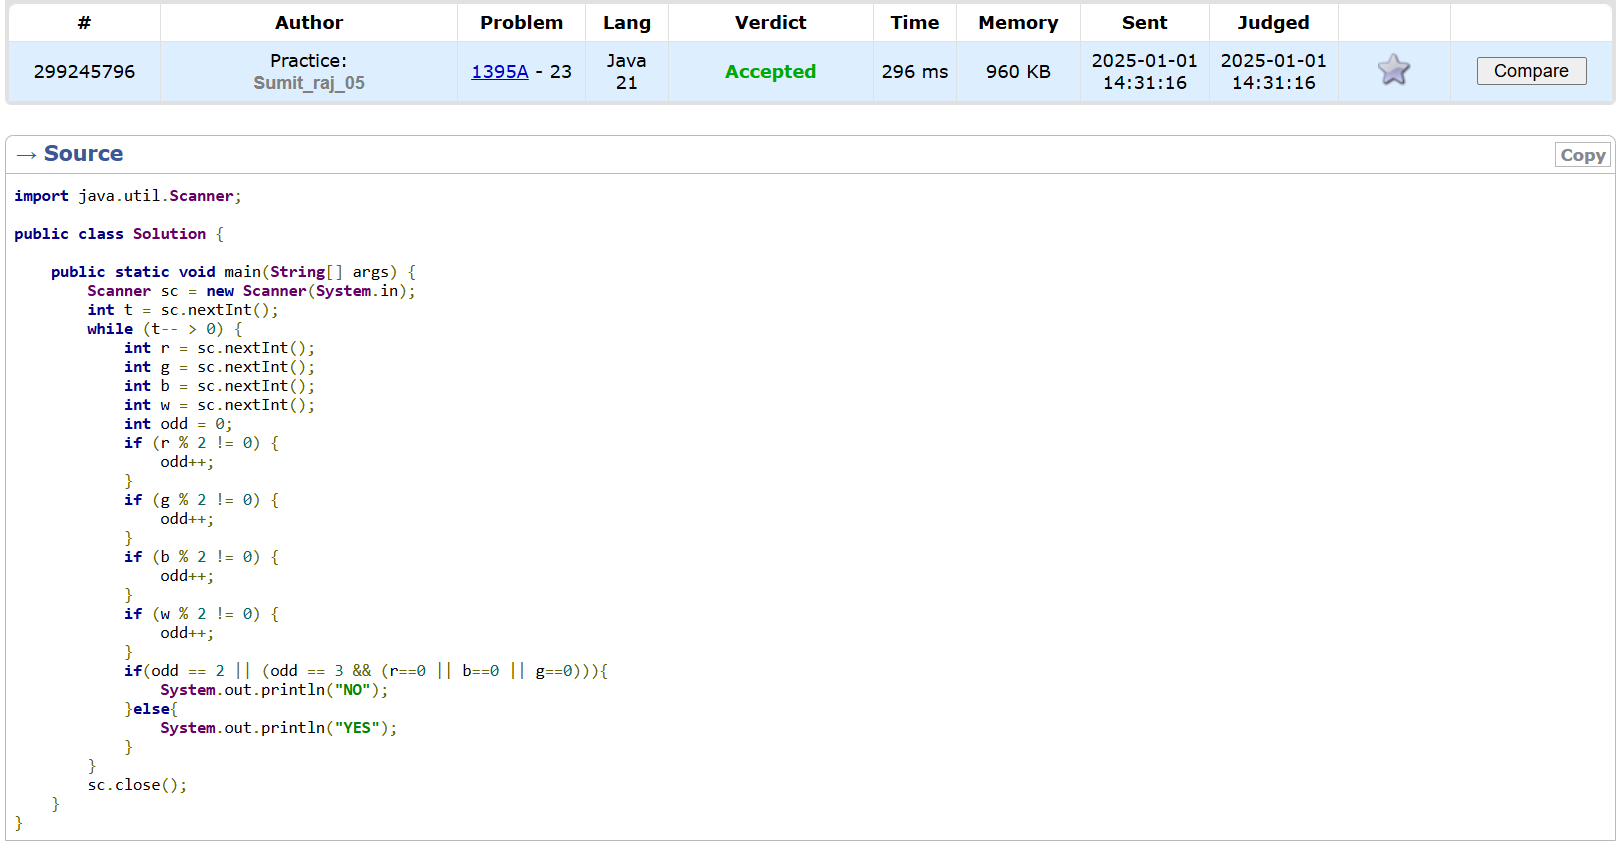 # Author Problem Lang Verdict Time Memory Sent Judged
299245796 Practice: Sumit_raj_05 1395A - 23 Java 21 Accepted 296 ms 960 KB 2025-01-01 14:31:16 2025-01-01 14:31:16 Compare
→ Source Copy
import java.util.Scanner;
public class Solution {
    public static void main(String[] args) {
        Scanner sc = new Scanner(System.in);
        int t = sc.nextInt();
        while (t-- > 0) {
            int r = sc.nextInt();
            int g = sc.nextInt();
            int b = sc.nextInt();
            int w = sc.nextInt();
            int odd = 0;
            if (r % 2 != 0) {
                odd++;
            }
            if (g % 2 != 0) {
                odd++;
            }
            if (b % 2 != 0) {
                odd++;
            }
            if (w % 2 != 0) {
                odd++;
            }
            if(odd == 2 || (odd == 3 && (r==0 || b==0 || g==0))){
                System.out.println("NO");
            }else{
                System.out.println("YES");
            }
        }
        sc.close();
    }
}